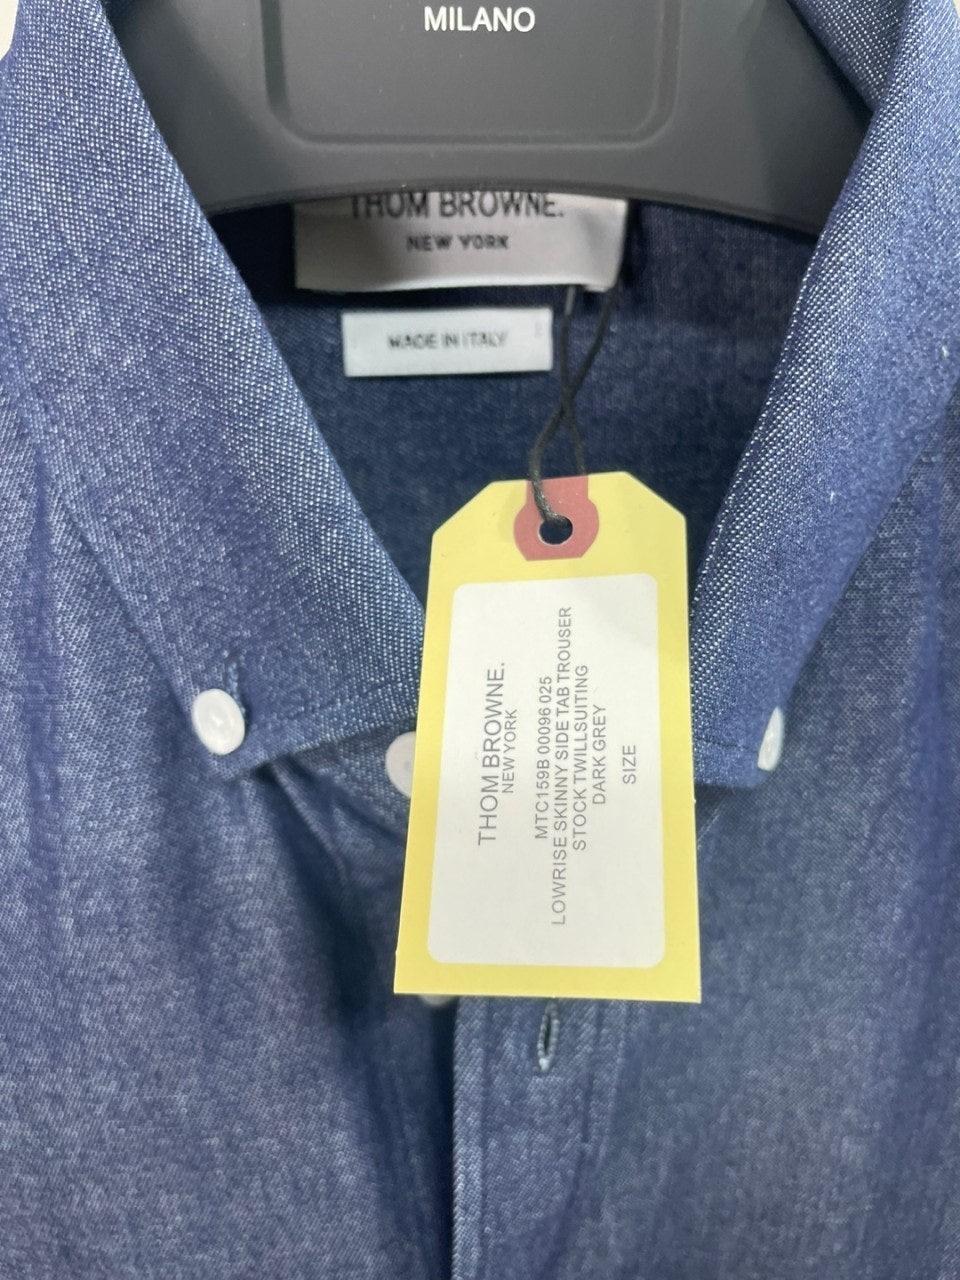 MILANO
THOM BROWNE.
NEW YORK
MADE IN ITALY
THOM BROWNE.
NEW YORK
MTC159B 00096 025
LOWRISE SKINNY SIDE TAB TROUSER
STOCK TWILLSUITING
DARK GREY
SIZE